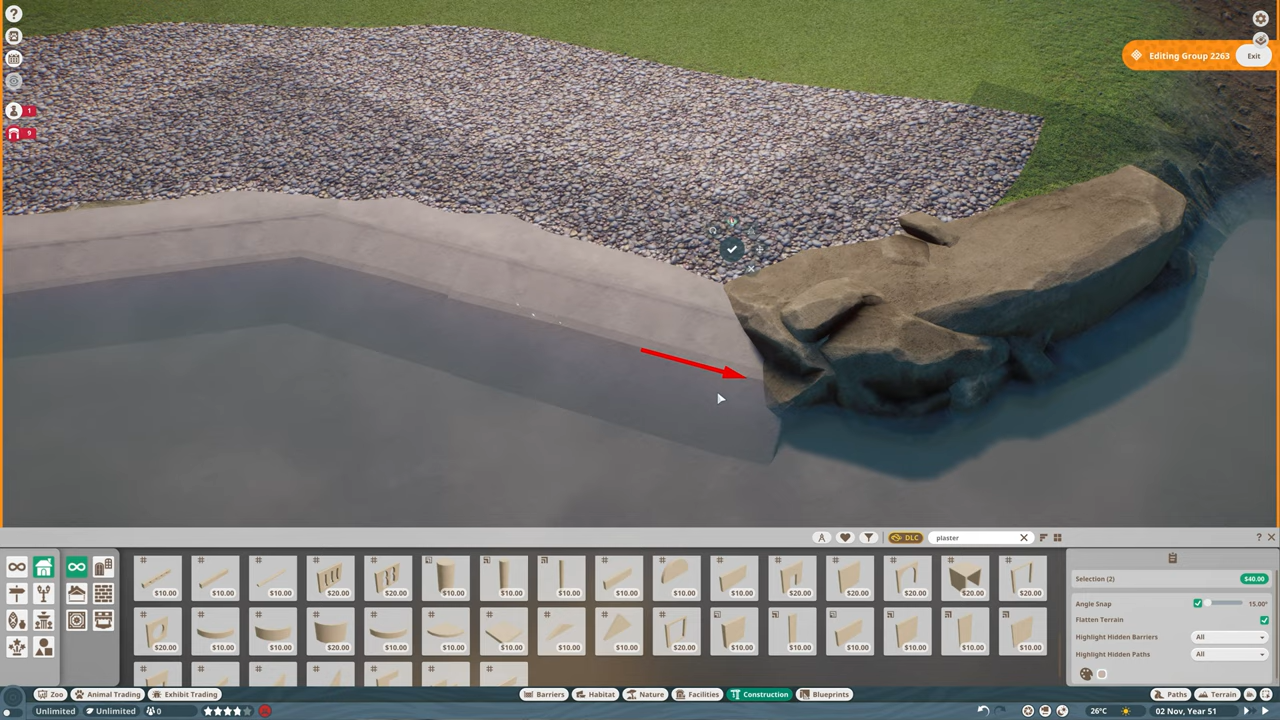 Editing Group 2263
Exit
1
9
DLC
plaster
$10.00 $10.00 $10.00 $20.00 $20.00 $10.00 $10.00 $10.00 $10.00 $10.00 $10.00 $20.00 $20.00 $20.00 $20.00 $20.00
$20.00 $10.00 $10.00 $20.00 $10.00 $10.00 $10.00 $10.00 $10.00 $20.00 $10.00 $10.00 $10.00 $10.00 $10.00 $10.00
Selection (2)
$40.00
Angle Snap
15.00°
Flatten Terrain
Highlight Hidden Barriers
All
Highlight Hidden Paths
All
Zoo
Animal Trading
Exhibit Trading
Barriers
Habitat
Nature
Facilities
Construction
Blueprints
Paths
Terrain
Unlimited
Unlimited
0
26°C
02 Nov, Year 51